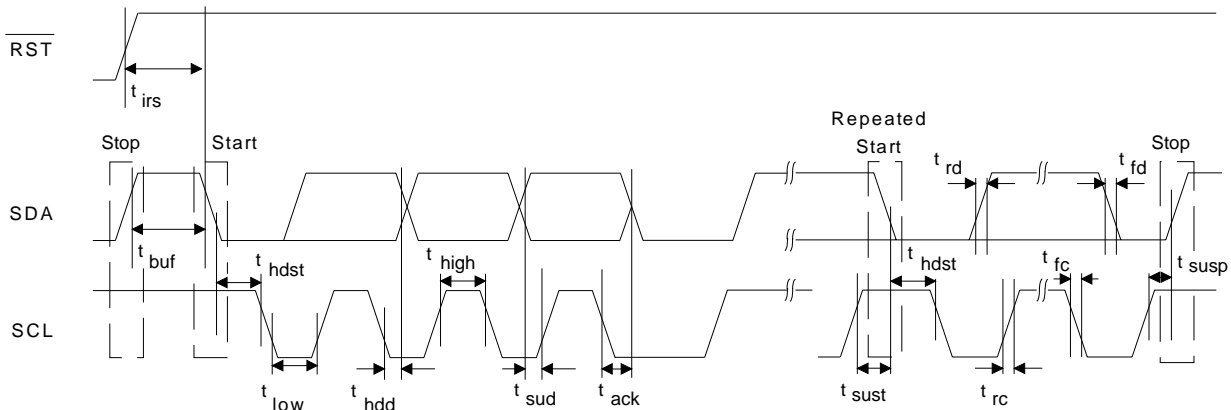 RST
t irs
Repeated
Stop
Start
Start
Stop
t rd
t fd
SDA
t buf
t hdst
t high
t hdst
t fc
t susp
SCL
t low
t hdd
t sud
t ack
t sust
t rc